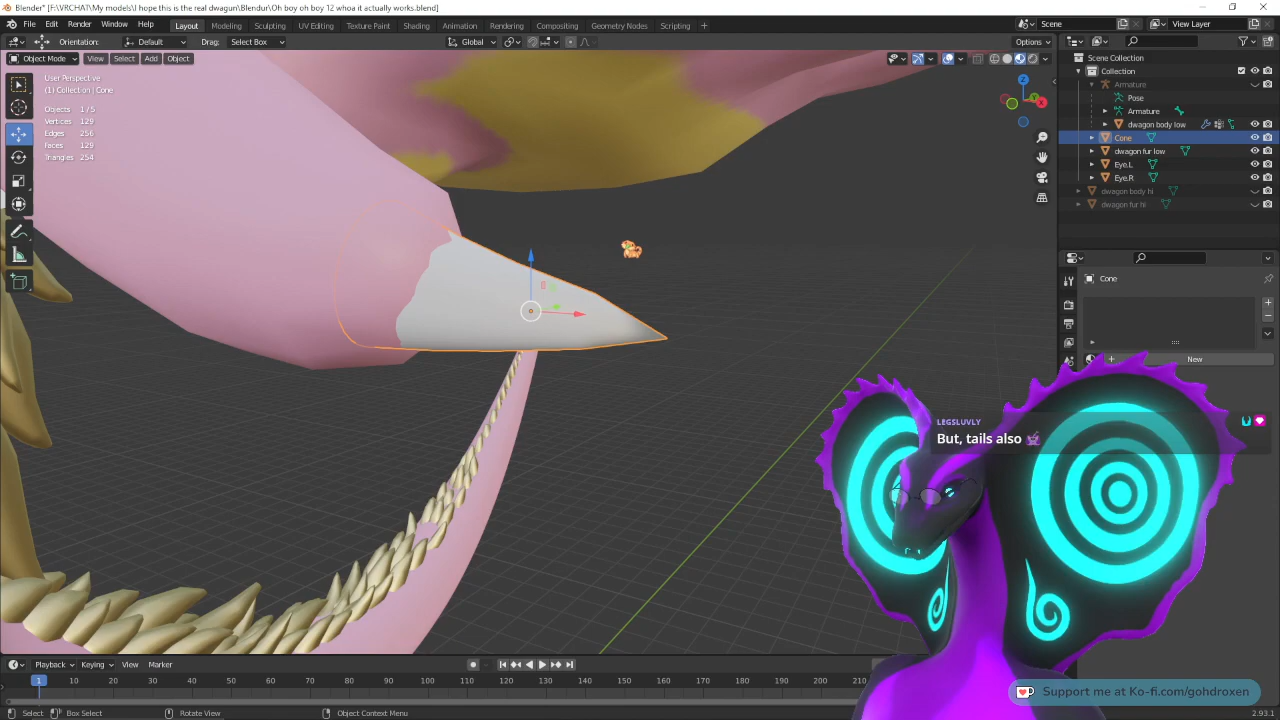 Blender* [F:\VRCHAT\My models\I hope this is the real dwagon\Blendur\Oh boy oh boy 12 whoa it actually works.blend]
File Edit Render Window Help Layout Modeling Sculpting UV Editing Texture Paint Shading Animation Rendering Compositing Geometry Nodes Scripting + Scene View Layer
Orientation: Default Drag: Select Box Global Options
Object Mode View Select Add Object
User Perspective
(1) Collection | Cone
Objects 1/5
Vertices 129
Edges 256
Faces 129
Triangles 254
Scene Collection
Collection
Armature
Pose
Armature
dwagon body low
Cone
dwagon fur low
Eye.L
Eye.R
dwagon body hi
dwagon fur hi
Cone
New
LEGSLUVLY
But, tails also
Playback Keying View Marker
1 10 20 30 40 50 60 70 80 90 100 110 120 130 140 150 160 170 180 190 200 210
Support me at Ko-fi.com/gohdroxen
Select Box Select Rotate View Object Context Menu 2.93.1